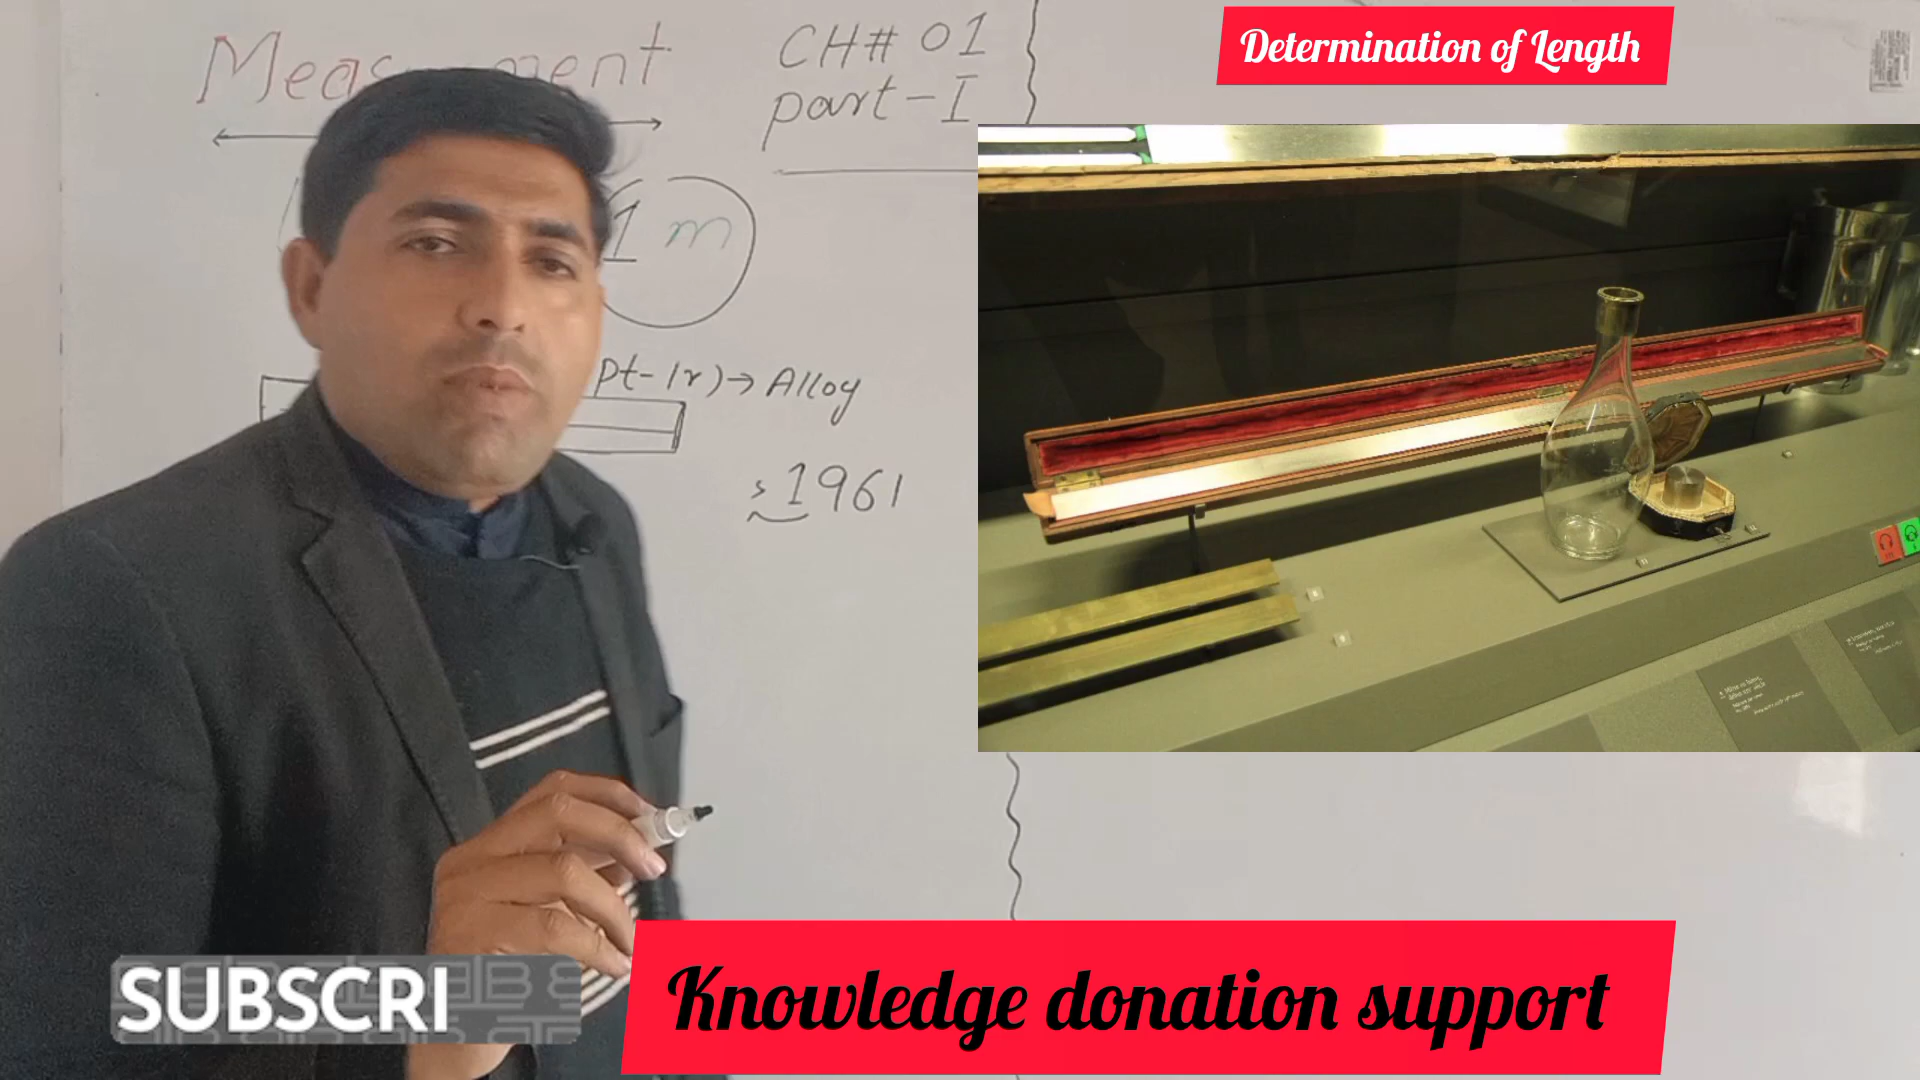 Determination of Length
CH# 01
part-I
1 m
pt-Ir)→ Alloy
1961
SUBSCRI
Knowledge donation support